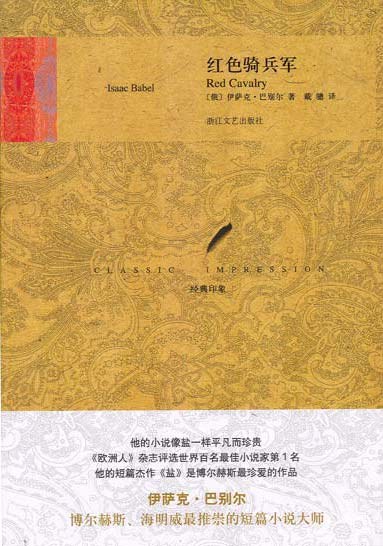 红色骑兵军
Isaac Babel
Red Cavalry
［俄］伊萨克·巴别尔 著 戴骢 译
浙江文艺出版社
CLASSIC IMPRESSION
经典印象
他的小说像盐一样平凡而珍贵
《欧洲人》杂志评选世界百名最佳小说家第1名
他的短篇杰作《盐》是博尔赫斯最珍爱的作品
伊萨克·巴别尔
博尔赫斯、海明威最推崇的短篇小说大师